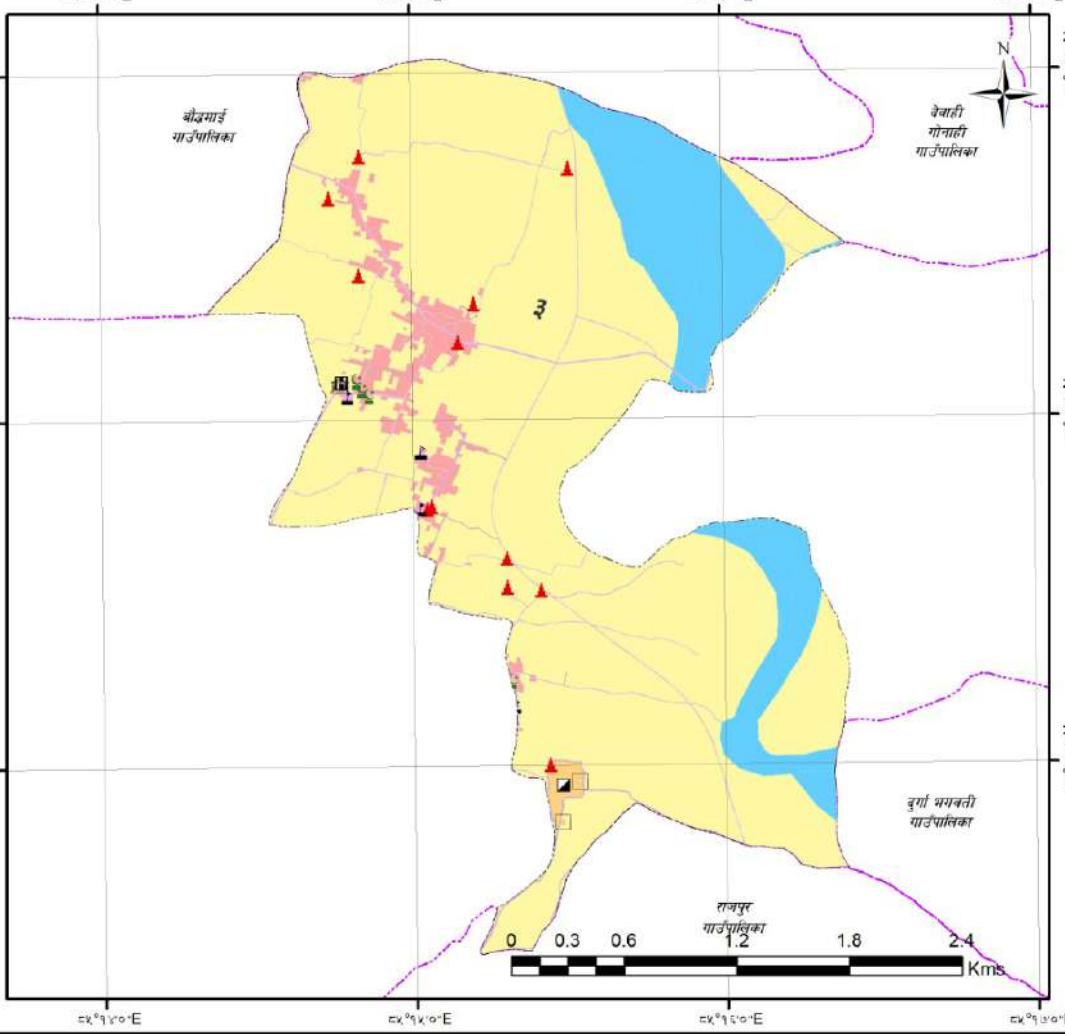 N
बौद्धमाई
गाउँपालिका
देवाही
गोनाही
गाउँपालिका
३
दुर्गा भगवती
गाउँपालिका
राजपुर
गाउँपालिका
0 0.3 0.6 1.2 1.8 2.4
Kms
H